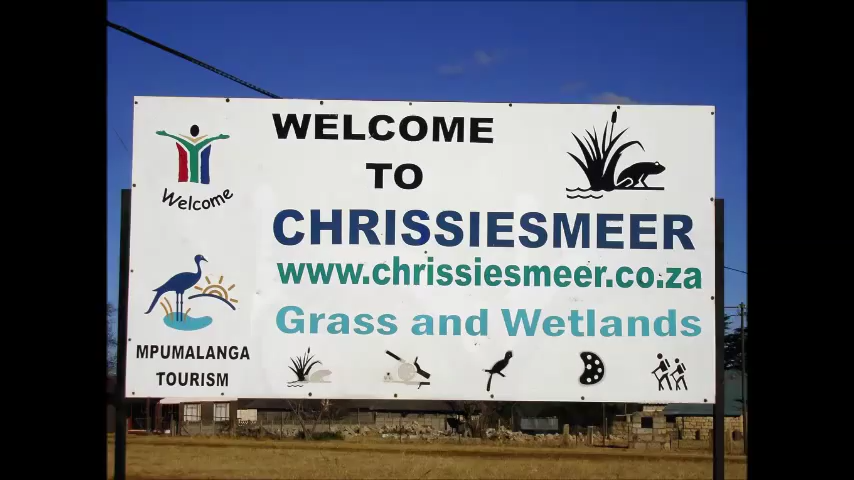 WELCOME
TO
CHRISSIESMEER
www.chrissiesmeer.co.za
Grass and Wetlands
Welcome
MPUMALANGA
TOURISM